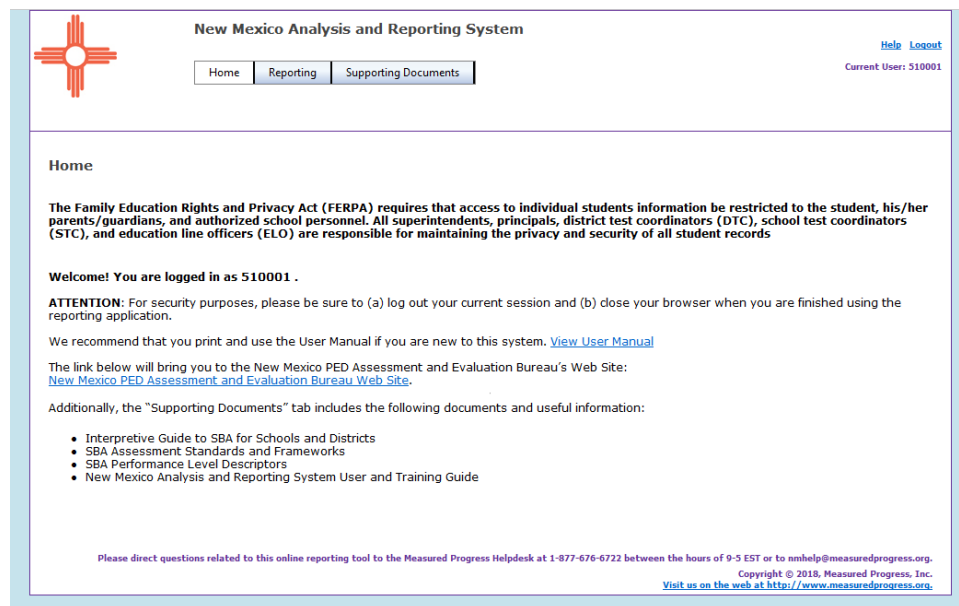 New Mexico Analysis and Reporting System
Help Logout
Home Reporting Supporting Documents
Current User: 510001
Home
The Family Education Rights and Privacy Act (FERPA) requires that access to individual students information be restricted to the student, his/her
parents/guardians, and authorized school personnel. All superintendents, principals, district test coordinators (DTC), school test coordinators
(STC), and education line officers (ELO) are responsible for maintaining the privacy and security of all student records
Welcome! You are logged in as 510001 .
ATTENTION: For security purposes, please be sure to (a) log out your current session and (b) close your browser when you are finished using the
reporting application.
We recommend that you print and use the User Manual if you are new to this system. View User Manual
The link below will bring you to the New Mexico PED Assessment and Evaluation Bureau's Web Site:
New Mexico PED Assessment and Evaluation Bureau Web Site.
Additionally, the "Supporting Documents" tab includes the following documents and useful information:
• Interpretive Guide to SBA for Schools and Districts
• SBA Assessment Standards and Frameworks
• SBA Performance Level Descriptors
• New Mexico Analysis and Reporting System User and Training Guide
Please direct questions related to this online reporting tool to the Measured Progress Helpdesk at 1-877-676-6722 between the hours of 9-5 EST or to nmhelp@measuredprogress.org.
Copyright © 2018, Measured Progress, Inc.
Visit us on the web at http://www.measuredprogress.org.